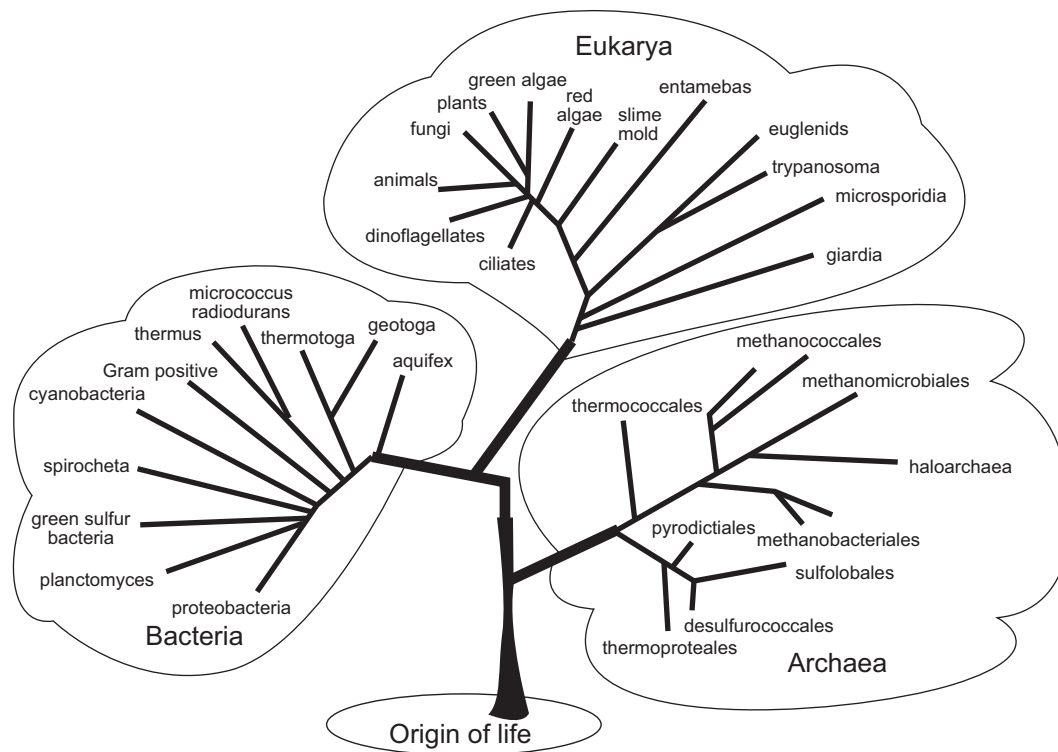 Eukarya
green algae
plants
fungi
red
algae
slime
mold
entamebas
euglenids
trypanosoma
microsporidia
giardia
animals
dinoflagellates
ciliates
micrococcus
radiodurans
thermus
thermotoga
geotoga
aquifex
Gram positive
cyanobacteria
spirocheta
green sulfur
bacteria
planctomyces
proteobacteria
Bacteria
methanococcales
methanomicrobiales
thermococcales
haloarchaea
pyrodictiales
methanobacteriales
sulfolobales
desulfurococcales
thermoproteales
Archaea
Origin of life